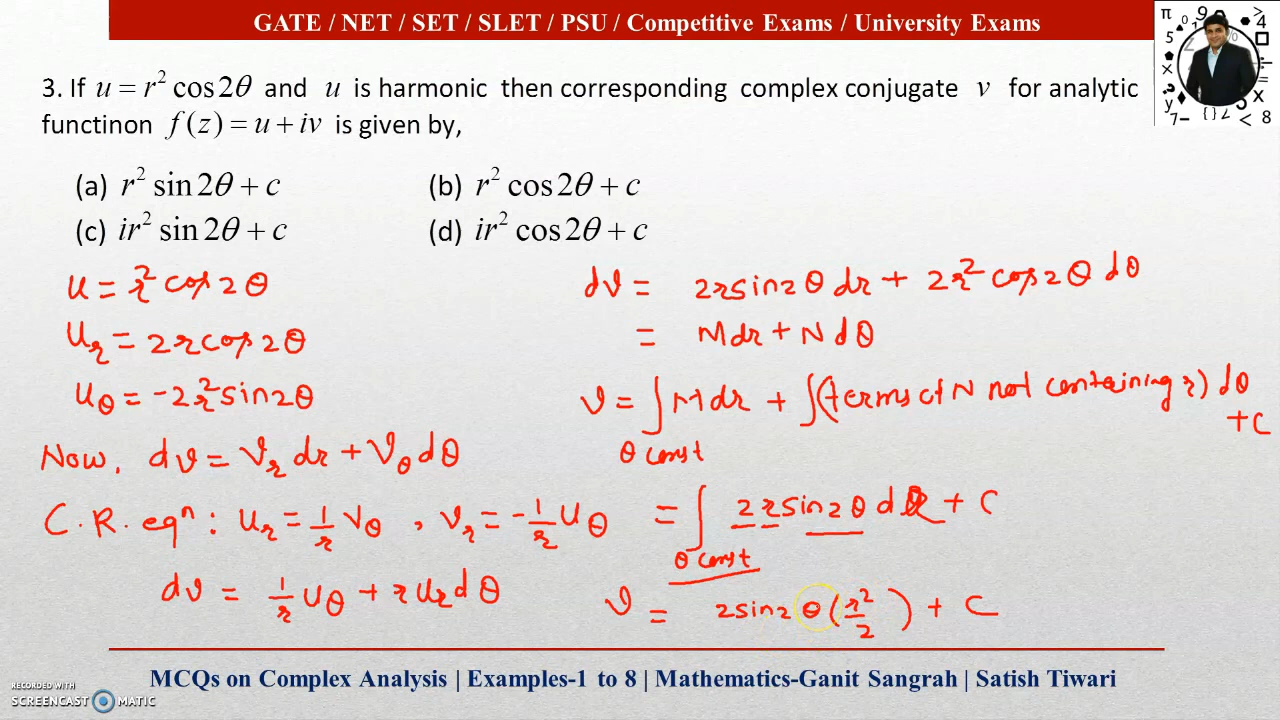 GATE / NET / SET / SLET / PSU / Competitive Exams / University Exams
3. If u = r² cos 2θ and u is harmonic then corresponding complex conjugate v for analytic
functinon f(z) = u + iv is given by,
(a) r² sin 2θ + c (b) r² cos 2θ + c
(c) ir² sin 2θ + c (d) ir² cos 2θ + c
u = r² cos 2θ
u_r = 2r cos 2θ
u_θ = -2r² sin 2θ
Now, dv = v_r dr + v_θ dθ
C.R. eqⁿ : u_r = 1/r v_θ , v_r = -1/r u_θ
dv = 1/r u_θ + r u_r dθ
dv = 2r sin 2θ dr + 2r² cos 2θ dθ
= M dr + N dθ
v = ∫ M dr + ∫ (terms of N not containing r) dθ
+ C
θ const
= ∫ 2r sin 2θ dr + C
θ const
v = 2 sin 2θ (r²/2) + C
MCQs on Complex Analysis | Examples-1 to 8 | Mathematics-Ganit Sangrah | Satish Tiwari
RECORDED WITH
SCREENCAST MATIC